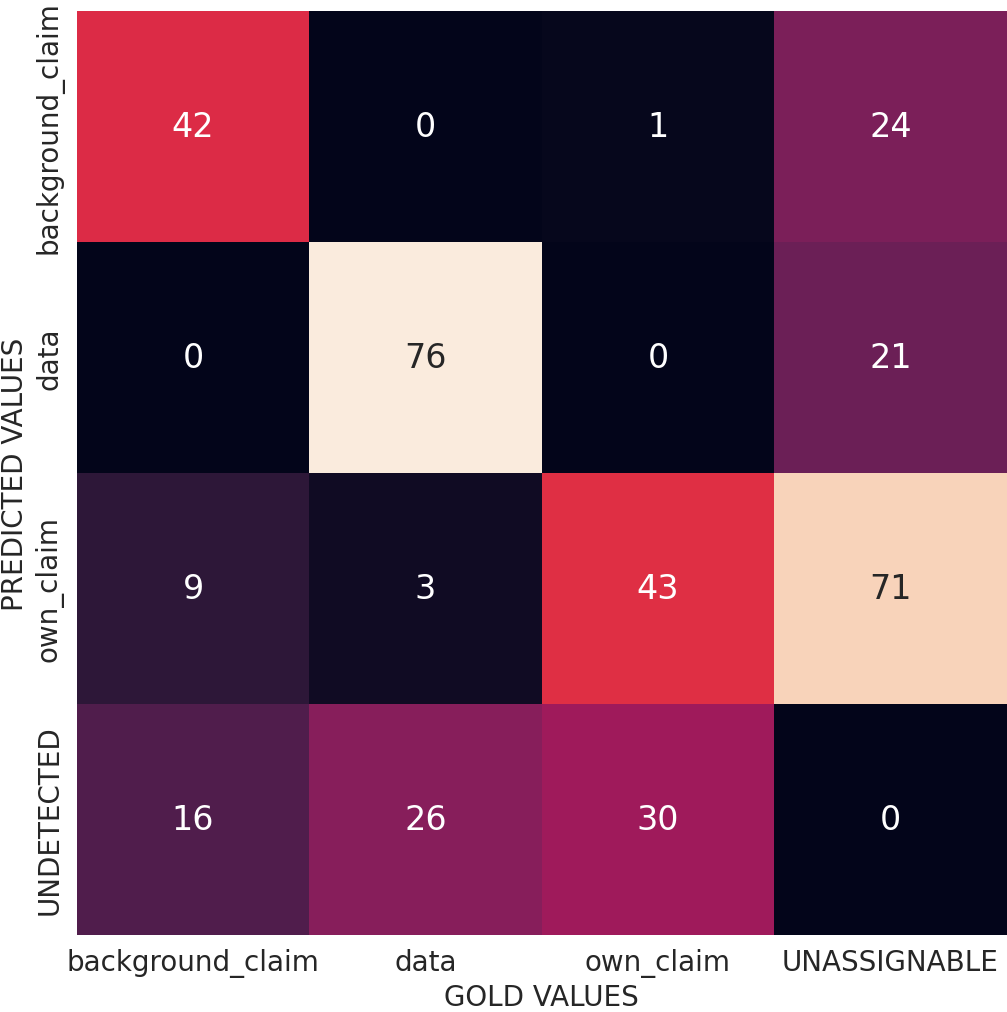 PREDICTED VALUES
background_claim
42 0 1 24
data
0 76 0 21
own_claim
9 3 43 71
UNDETECTED
16 26 30 0
background_claim data own_claim UNASSIGNABLE
GOLD VALUES